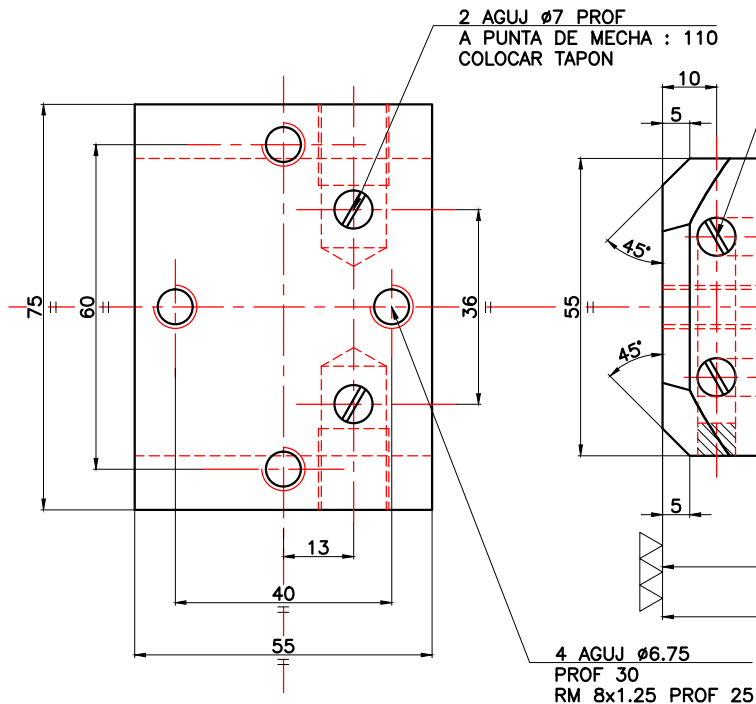 2 AGUJ ø7 PROF
A PUNTA DE MECHA : 110
COLOCAR TAPON
10
5
45°
75
60
36
55
45°
5
13
40
55
4 AGUJ ø6.75
PROF 30
RM 8x1.25 PROF 25